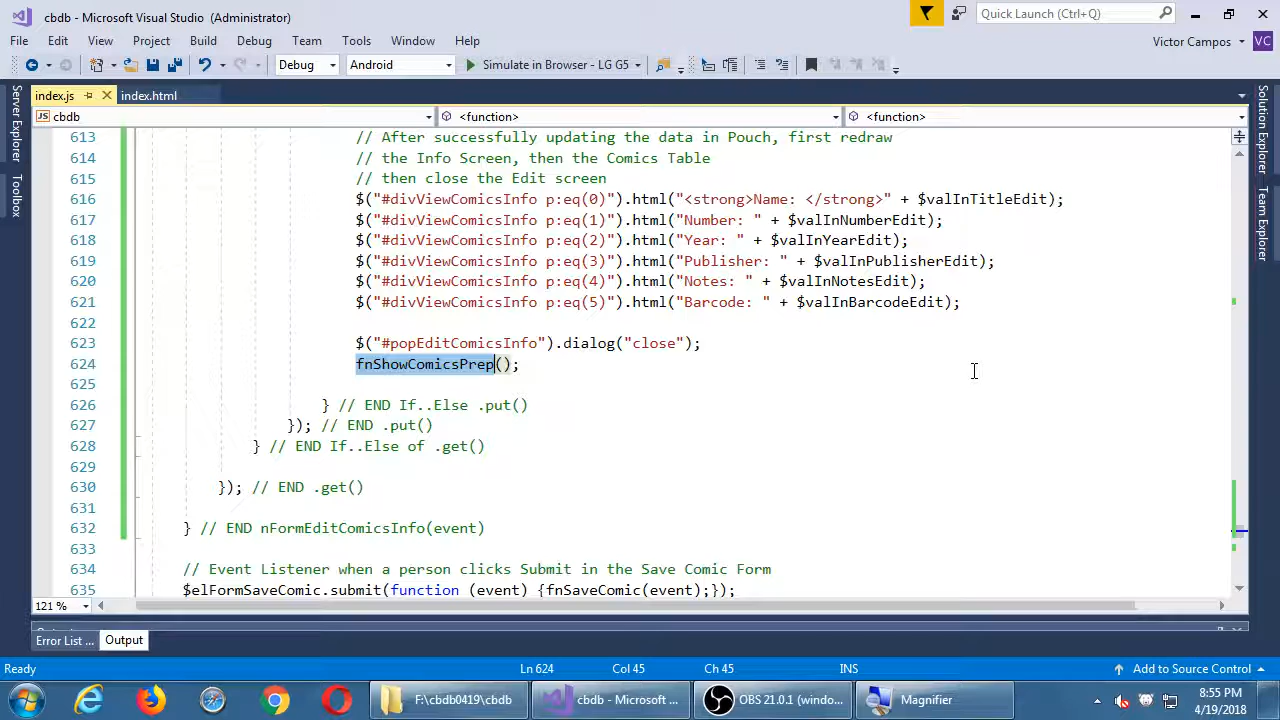 cbdb - Microsoft Visual Studio (Administrator)
Quick Launch (Ctrl+Q)
File Edit View Project Build Debug Team Tools Window Help
Victor Campos VC
Debug Android Simulate in Browser - LG G5
index.js index.html
JS cbdb <function> <function>
Server Explorer
Toolbox
Solution Explorer
Team Explorer
613 // After successfully updating the data in Pouch, first redraw
614 // the Info Screen, then the Comics Table
615 // then close the Edit screen
616 $("#divViewComicsInfo p:eq(0)").html("<strong>Name: </strong>" + $valInTitleEdit);
617 $("#divViewComicsInfo p:eq(1)").html("Number: " + $valInNumberEdit);
618 $("#divViewComicsInfo p:eq(2)").html("Year: " + $valInYearEdit);
619 $("#divViewComicsInfo p:eq(3)").html("Publisher: " + $valInPublisherEdit);
620 $("#divViewComicsInfo p:eq(4)").html("Notes: " + $valInNotesEdit);
621 $("#divViewComicsInfo p:eq(5)").html("Barcode: " + $valInBarcodeEdit);
622
623 $("#popEditComicsInfo").dialog("close");
624 fnShowComicsPrep();
625
626 } // END If..Else .put()
627 }); // END .put()
628 } // END If..Else of .get()
629
630 }); // END .get()
631
632 } // END nFormEditComicsInfo(event)
633
634 // Event Listener when a person clicks Submit in the Save Comic Form
635 $elFormSaveComic.submit(function (event) {fnSaveComic(event);});
121 %
Error List ... Output
Ready Ln 624 Col 45 Ch 45 INS Add to Source Control
F:\cbdb0419\cbdb cbdb - Microsoft ... OBS 21.0.1 (windo... Magnifier
8:55 PM
4/19/2018